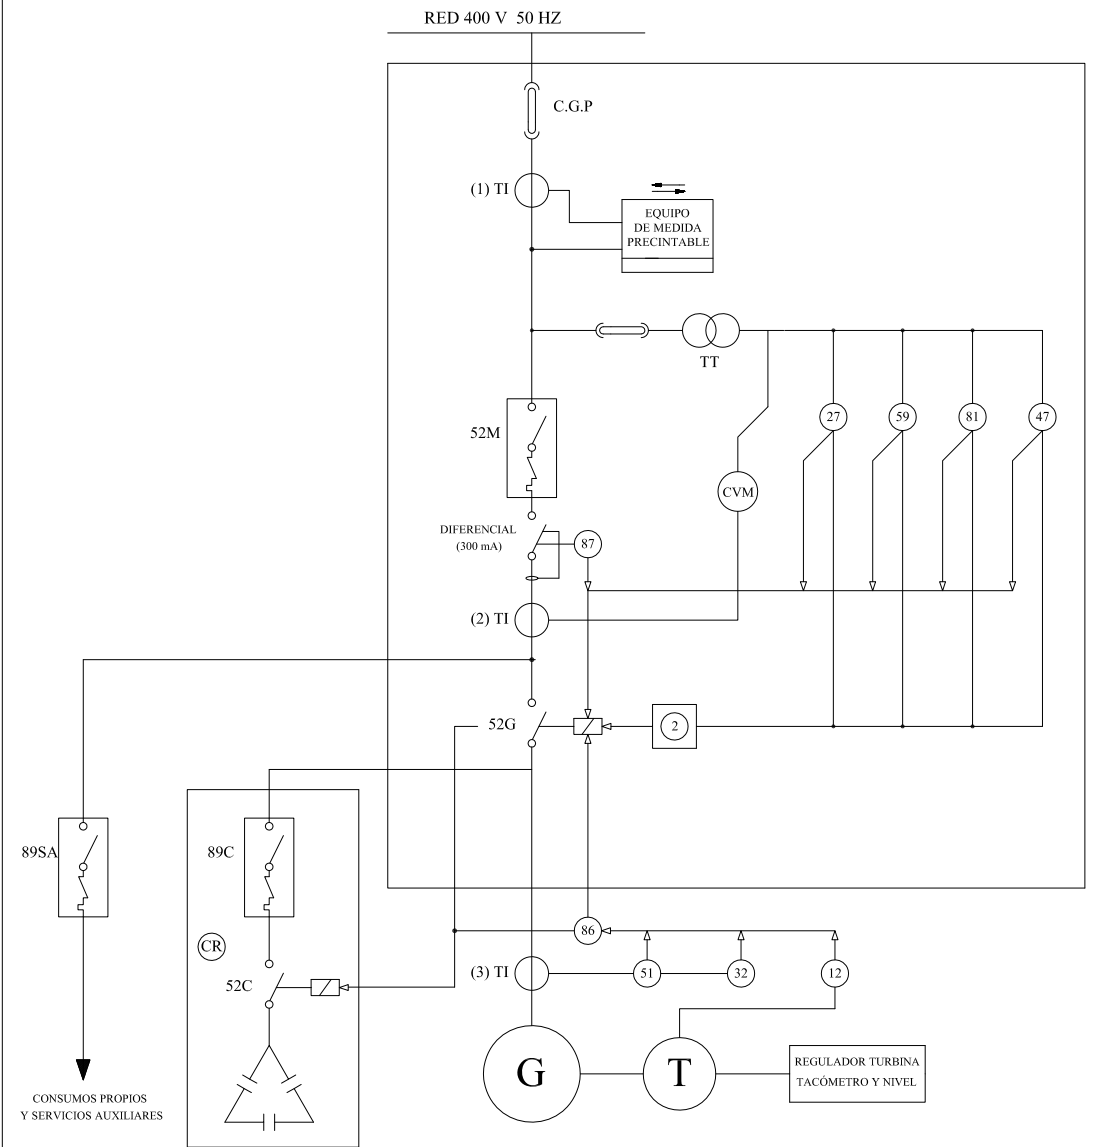 RED 400 V 50 HZ
C.G.P
(1) TI
EQUIPO
DE MEDIDA
PRECINTABLE
TT
52M
27
59
81
47
CVM
DIFERENCIAL
(300 mA)
87
(2) TI
52G
2
89SA
89C
CR
86
52C
(3) TI
51
32
12
G
T
REGULADOR TURBINA
TACÓMETRO Y NIVEL
CONSUMOS PROPIOS
Y SERVICIOS AUXILIARES